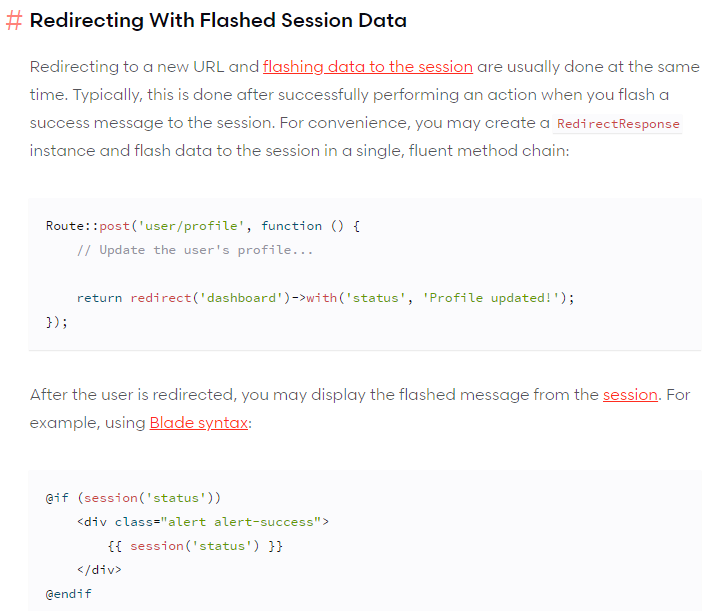 # Redirecting With Flashed Session Data
Redirecting to a new URL and flashing data to the session are usually done at the same
time. Typically, this is done after successfully performing an action when you flash a
success message to the session. For convenience, you may create a RedirectResponse
instance and flash data to the session in a single, fluent method chain:
Route::post('user/profile', function () {
    // Update the user's profile...
    return redirect('dashboard')->with('status', 'Profile updated!');
});
After the user is redirected, you may display the flashed message from the session. For
example, using Blade syntax:
@if (session('status'))
    <div class="alert alert-success">
        {{ session('status') }}
    </div>
@endif